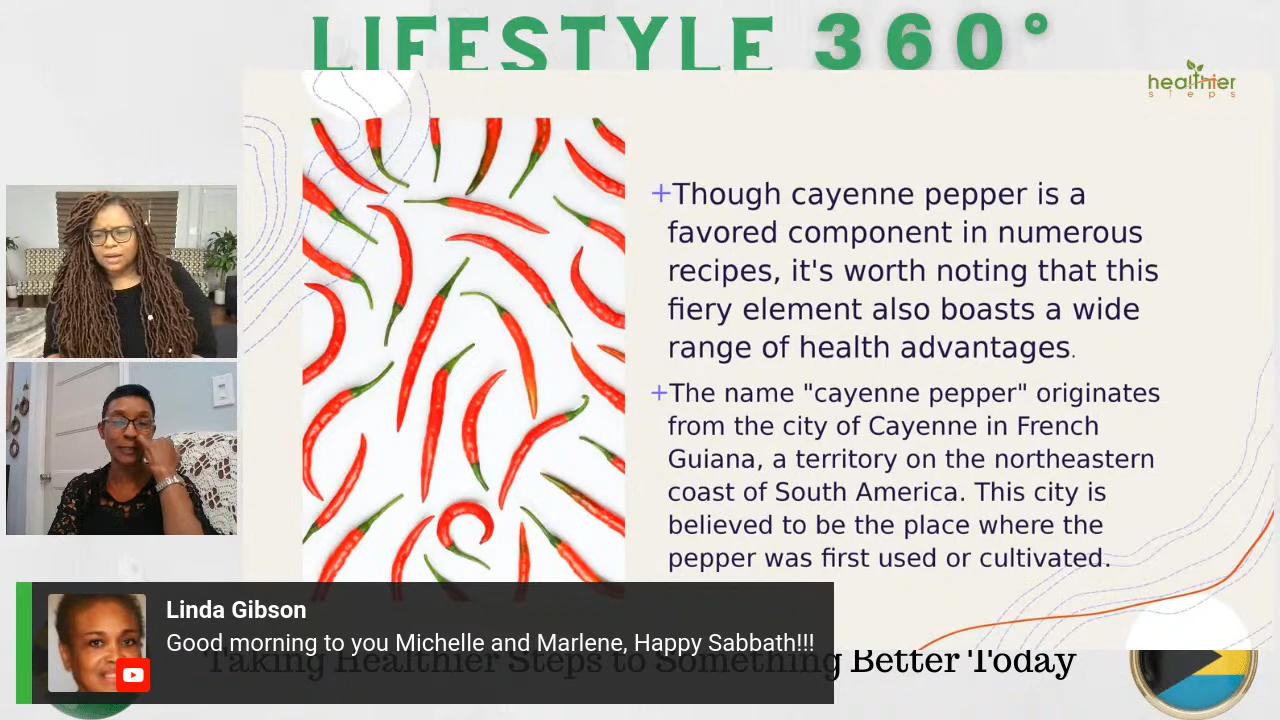 LIFESTYLE 360°
healthier
steps
+Though cayenne pepper is a
favored component in numerous
recipes, it's worth noting that this
fiery element also boasts a wide
range of health advantages.
+The name "cayenne pepper" originates
from the city of Cayenne in French
Guiana, a territory on the northeastern
coast of South America. This city is
believed to be the place where the
pepper was first used or cultivated.
Linda Gibson
Good morning to you Michelle and Marlene, Happy Sabbath!!!
Taking Healthier Steps to Something Better Today